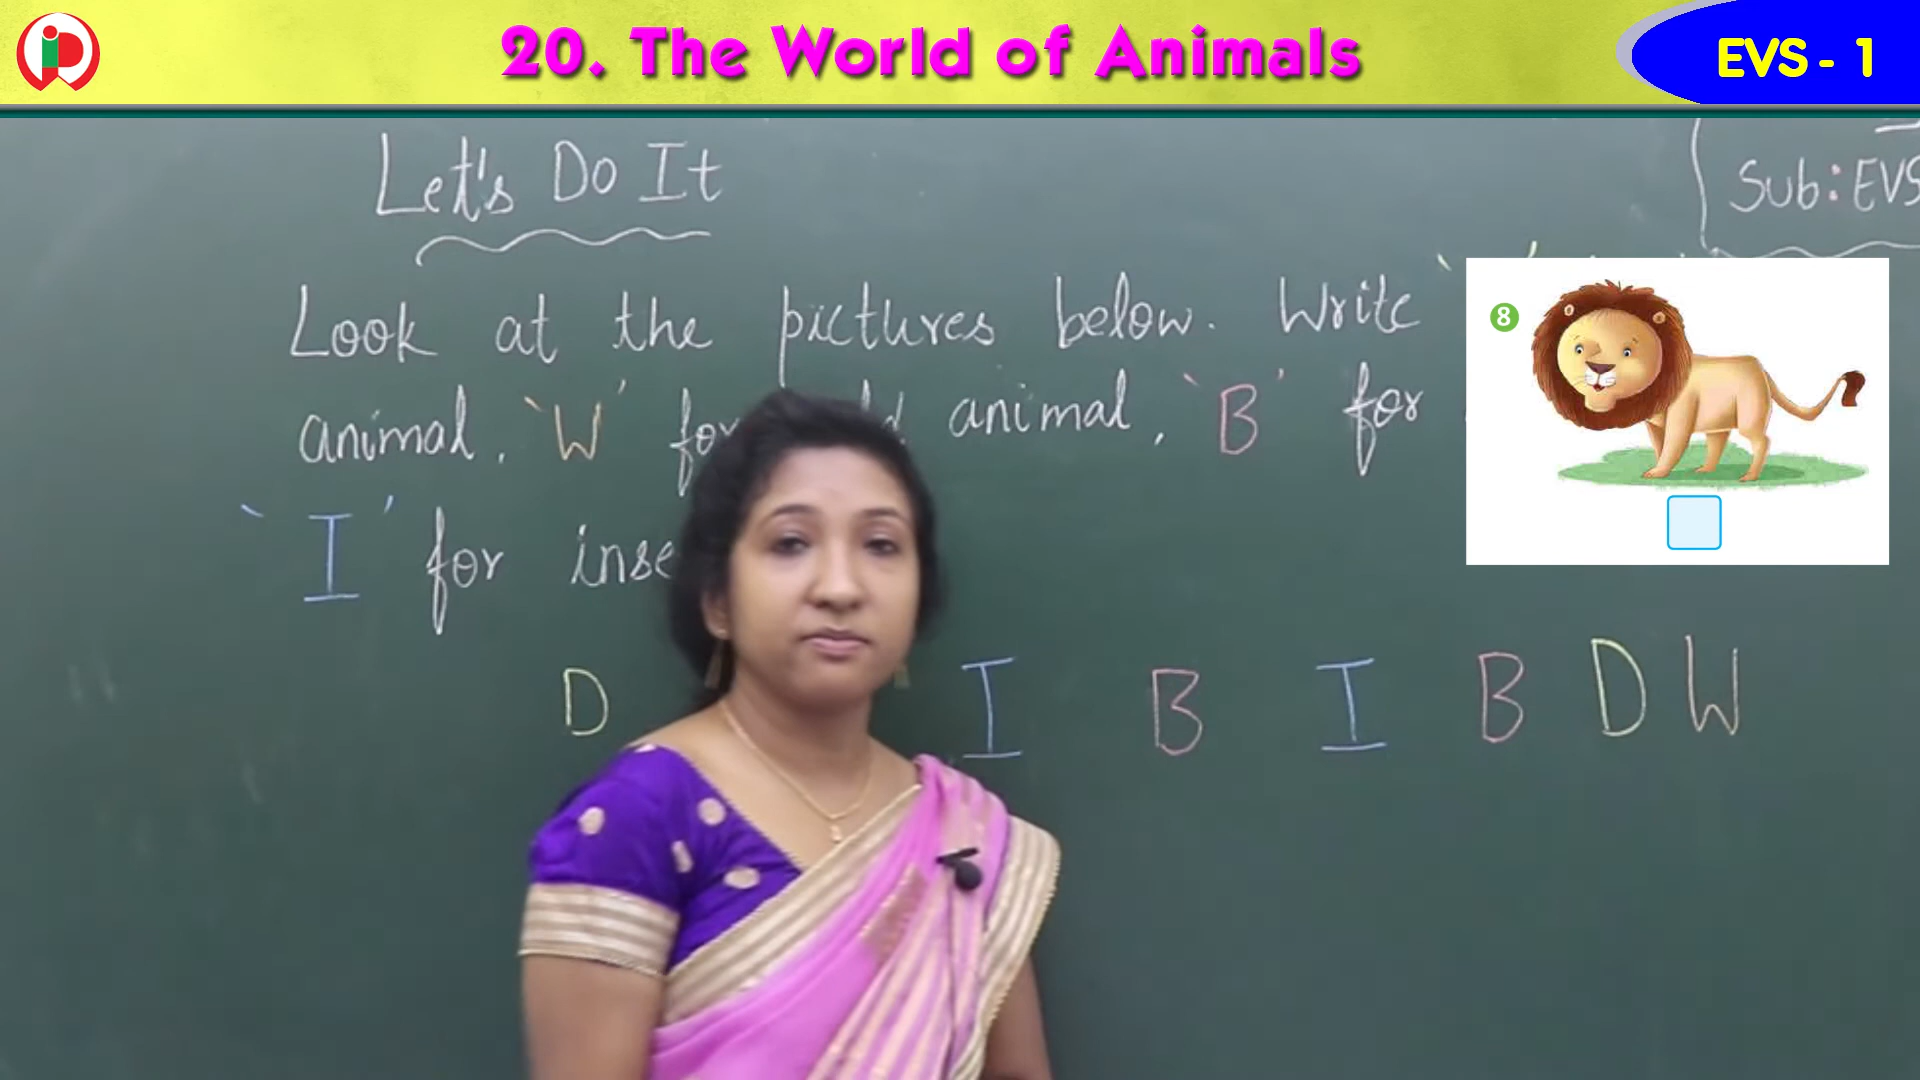 20. The World of Animals
EVS - 1
Let's Do It
Sub: EVS
Look at the pictures below. Write
animal, 'W' for animal, 'B' for
'I' for
8
D I B I B D W